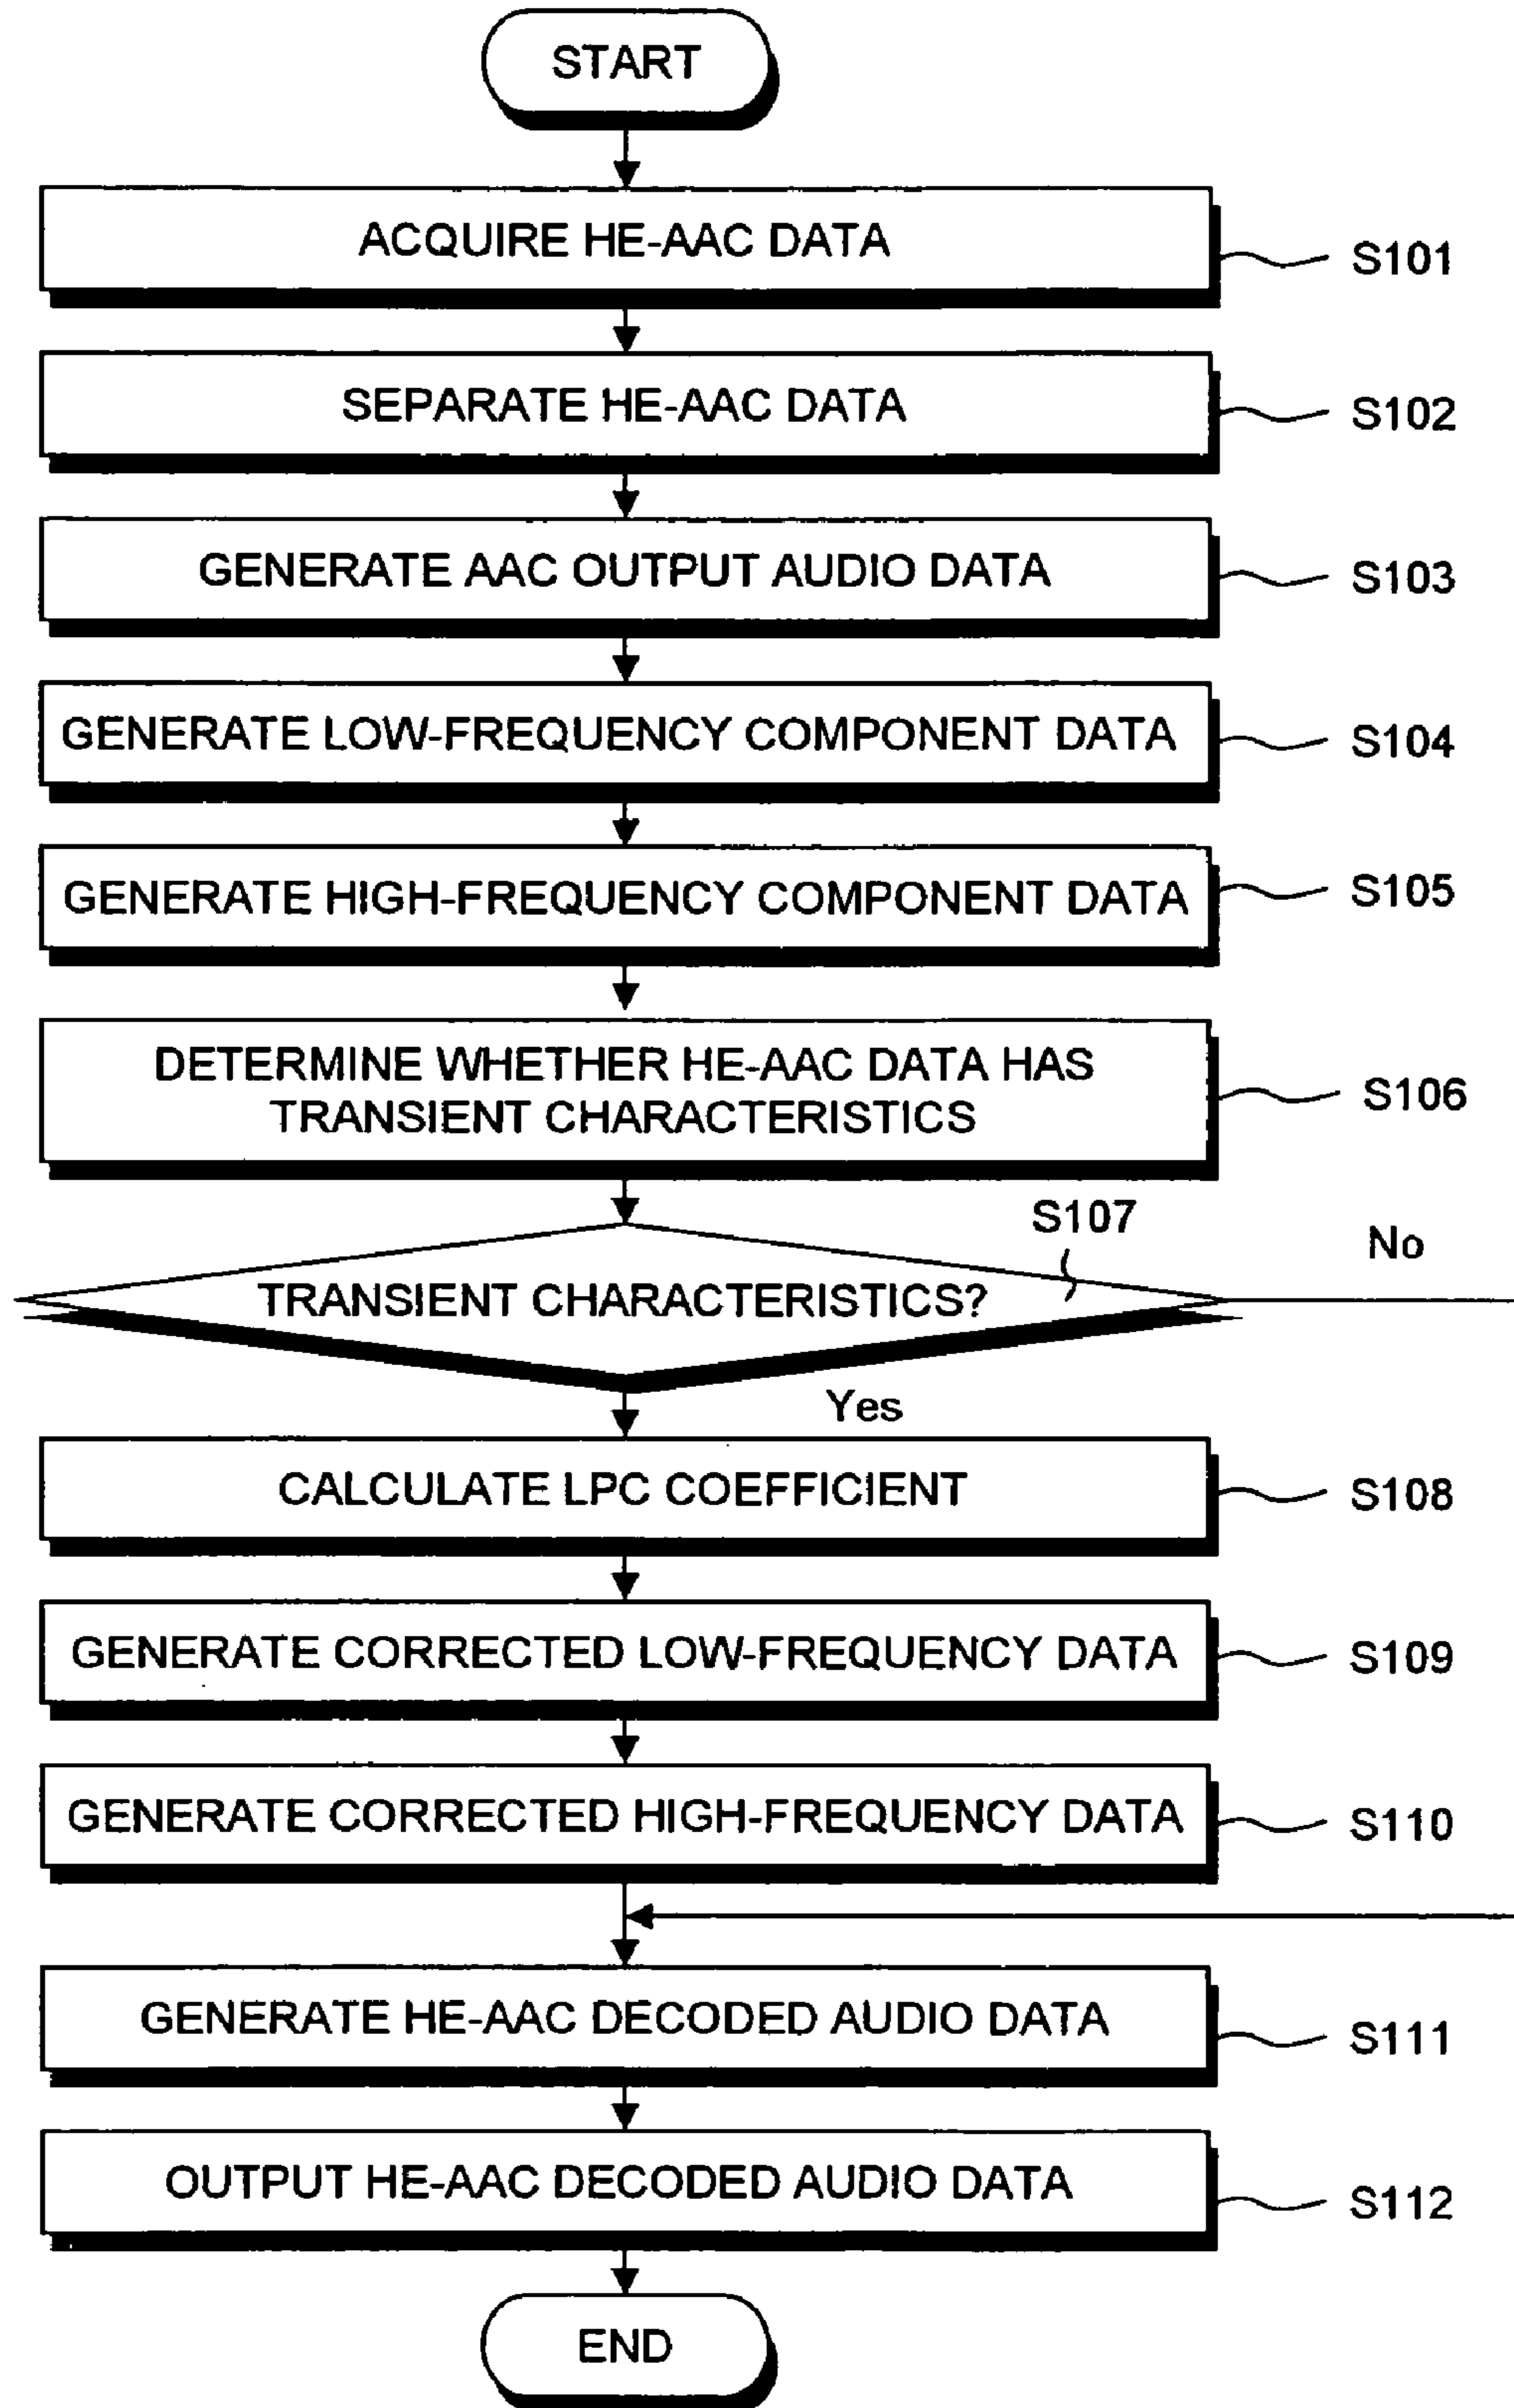 START
ACQUIRE HE-AAC DATA
S101
SEPARATE HE-AAC DATA
S102
GENERATE AAC OUTPUT AUDIO DATA
S103
GENERATE LOW-FREQUENCY COMPONENT DATA
S104
GENERATE HIGH-FREQUENCY COMPONENT DATA
S105
DETERMINE WHETHER HE-AAC DATA HAS
TRANSIENT CHARACTERISTICS
S106
S107
No
TRANSIENT CHARACTERISTICS?
Yes
CALCULATE LPC COEFFICIENT
S108
GENERATE CORRECTED LOW-FREQUENCY DATA
S109
GENERATE CORRECTED HIGH-FREQUENCY DATA
S110
GENERATE HE-AAC DECODED AUDIO DATA
S111
OUTPUT HE-AAC DECODED AUDIO DATA
S112
END